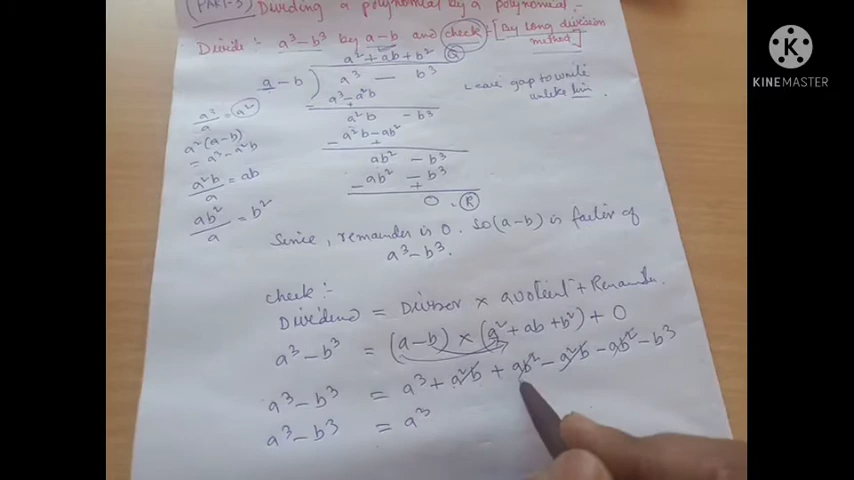 (PART-3) Dividing a polynomial by a polynomial:-
Divide:- a³-b³ by a-b and check:- [By long division
method]
a²+ab+b² Q
a-b) a³ - b³
Leave gap to write
unlike
a³-a²b
- +
a³/a = a²
a²b - b³
a²(a-b)
= a³-a²b
a²b-ab²
- +
ab² - b³
a²b/a = ab
ab² - b³
- +
0. R
ab²/a = b²
Since, remainder is 0. So (a-b) is factor of
a³-b³.
check:-
Dividend = Divisor × Quotient + Remainder.
a³-b³ = (a-b) × (a²+ab+b²) + 0
a³-b³ = a³+a²b+ab²-a²b-ab²-b³
a³-b³ = a³
K
KINEMASTER